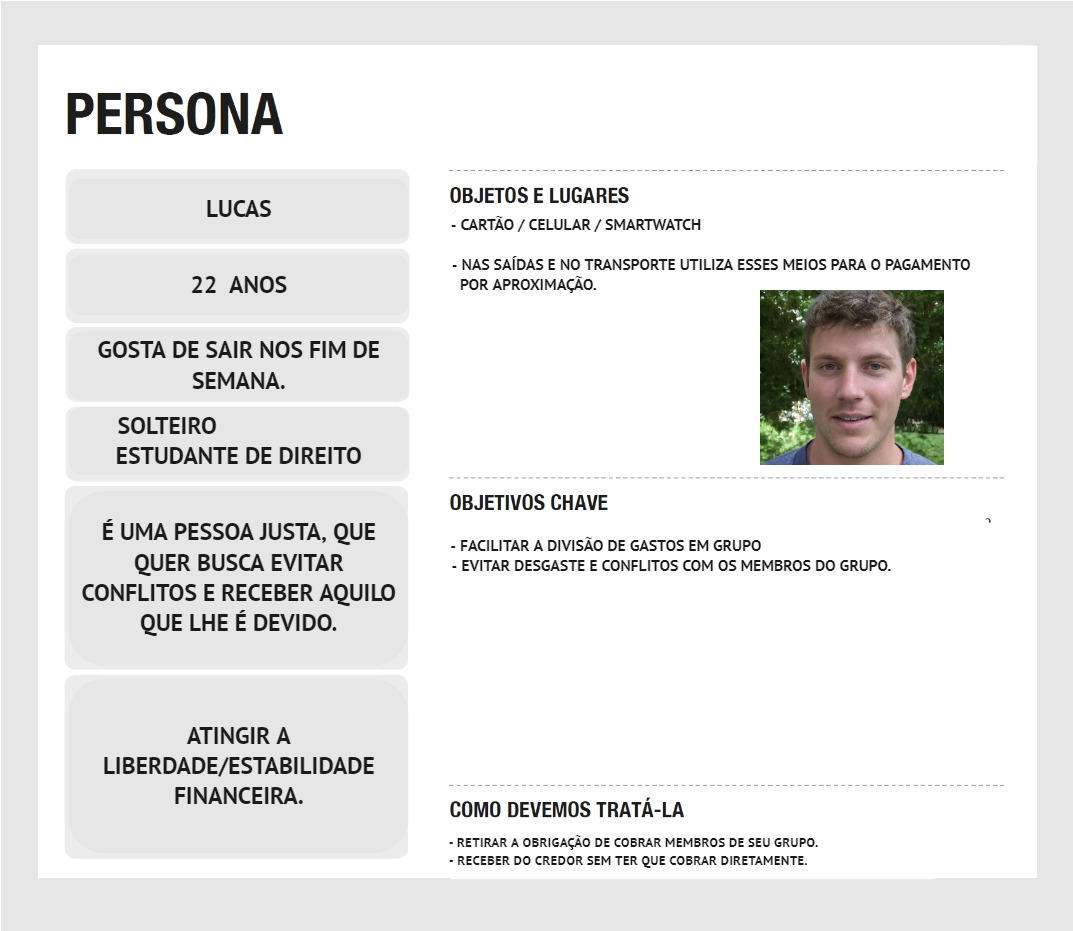 PERSONA
LUCAS
22 ANOS
GOSTA DE SAIR NOS FIM DE
SEMANA.
SOLTEIRO
ESTUDANTE DE DIREITO
É UMA PESSOA JUSTA, QUE
QUER BUSCA EVITAR
CONFLITOS E RECEBER AQUILO
QUE LHE É DEVIDO.
ATINGIR A
LIBERDADE/ESTABILIDADE
FINANCEIRA.
OBJETOS E LUGARES
- CARTÃO / CELULAR / SMARTWATCH
- NAS SAÍDAS E NO TRANSPORTE UTILIZA ESSES MEIOS PARA O PAGAMENTO
POR APROXIMAÇÃO.
OBJETIVOS CHAVE
- FACILITAR A DIVISÃO DE GASTOS EM GRUPO
- EVITAR DESGASTE E CONFLITOS COM OS MEMBROS DO GRUPO.
COMO DEVEMOS TRATÁ-LA
- RETIRAR A OBRIGAÇÃO DE COBRAR MEMBROS DE SEU GRUPO.
- RECEBER DO CREDOR SEM TER QUE COBRAR DIRETAMENTE.